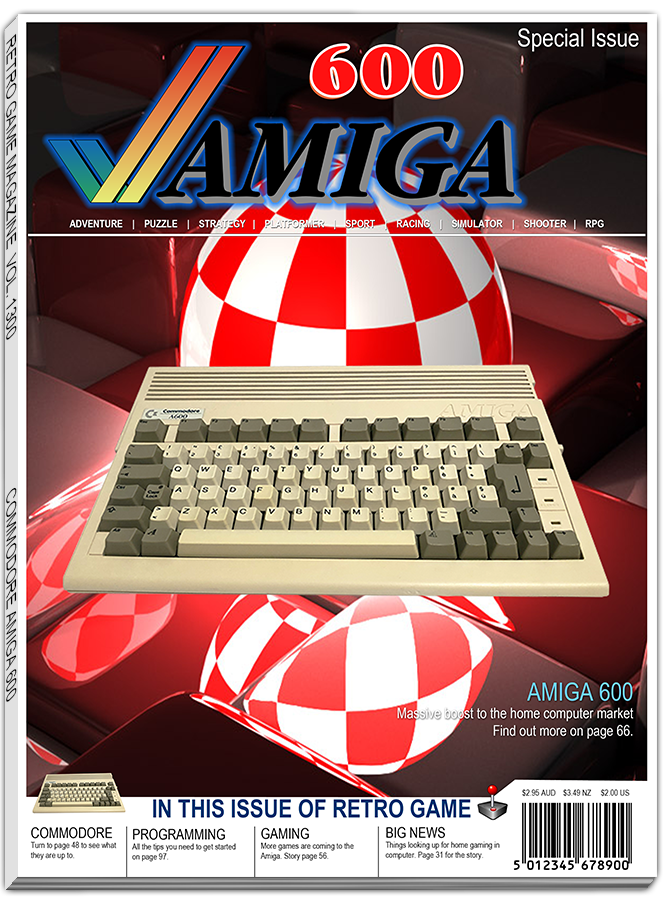 Special Issue
600
AMIGA
ADVENTURE | PUZZLE | STRATEGY | PLATFORMER | SPORT | RACING | SIMULATOR | SHOOTER | RPG
RETRO GAME MAGAZINE VOL. 1300
COMMODORE AMIGA 600
Commodore
A600
AMIGA
Q W E R T Y U I O P
A S D F G H J K L
Z X C V B N M
AMIGA 600
Massive boost to the home computer market
Find out more on page 66.
IN THIS ISSUE OF RETRO GAME
COMMODORE
Turn to page 48 to see what
they are up to.
PROGRAMMING
All the tips you need to get started
on page 97.
GAMING
More games are coming to the
Amiga. Story page 56.
BIG NEWS
Things looking up for home gaming in
computer. Page 31 for the story.
$2.95 AUD $3.49 NZ $2.00 US
5 012345 678900